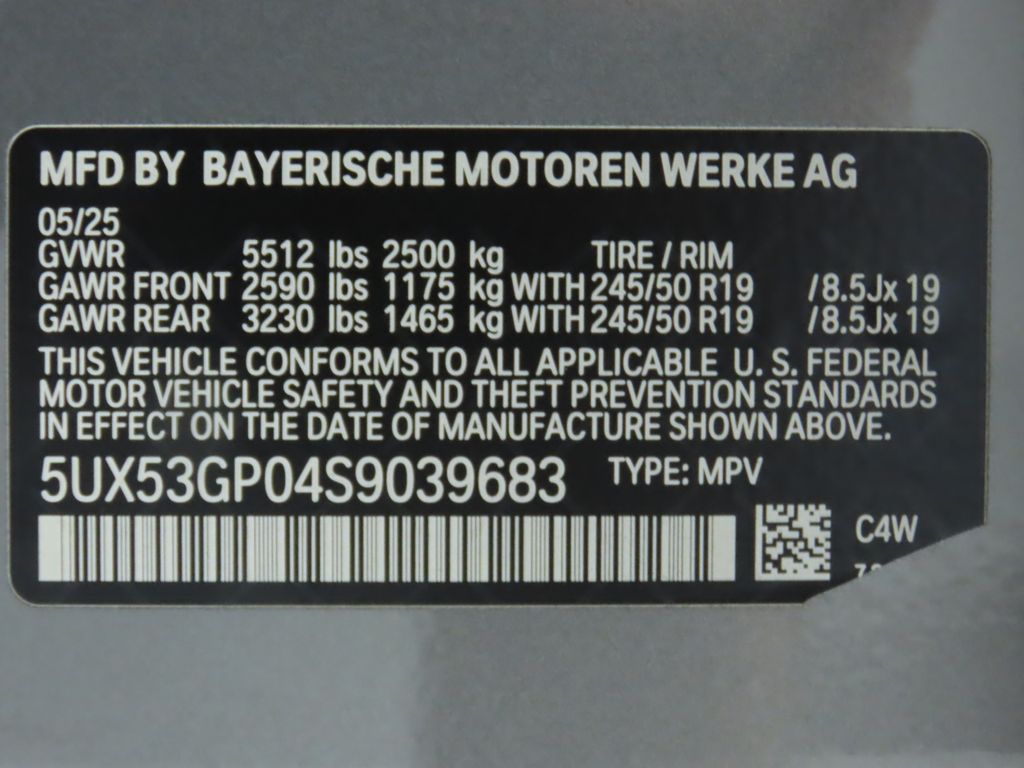 MFD BY BAYERISCHE MOTOREN WERKE AG
05/25
GVWR 5512 lbs 2500 kg TIRE / RIM
GAWR FRONT 2590 lbs 1175 kg WITH 245/50 R19 /8.5Jx 19
GAWR REAR 3230 lbs 1465 kg WITH 245/50 R19 /8.5Jx 19
THIS VEHICLE CONFORMS TO ALL APPLICABLE U. S. FEDERAL
MOTOR VEHICLE SAFETY AND THEFT PREVENTION STANDARDS
IN EFFECT ON THE DATE OF MANUFACTURE SHOWN ABOVE.
5UX53GP04S9039683 TYPE: MPV
C4W